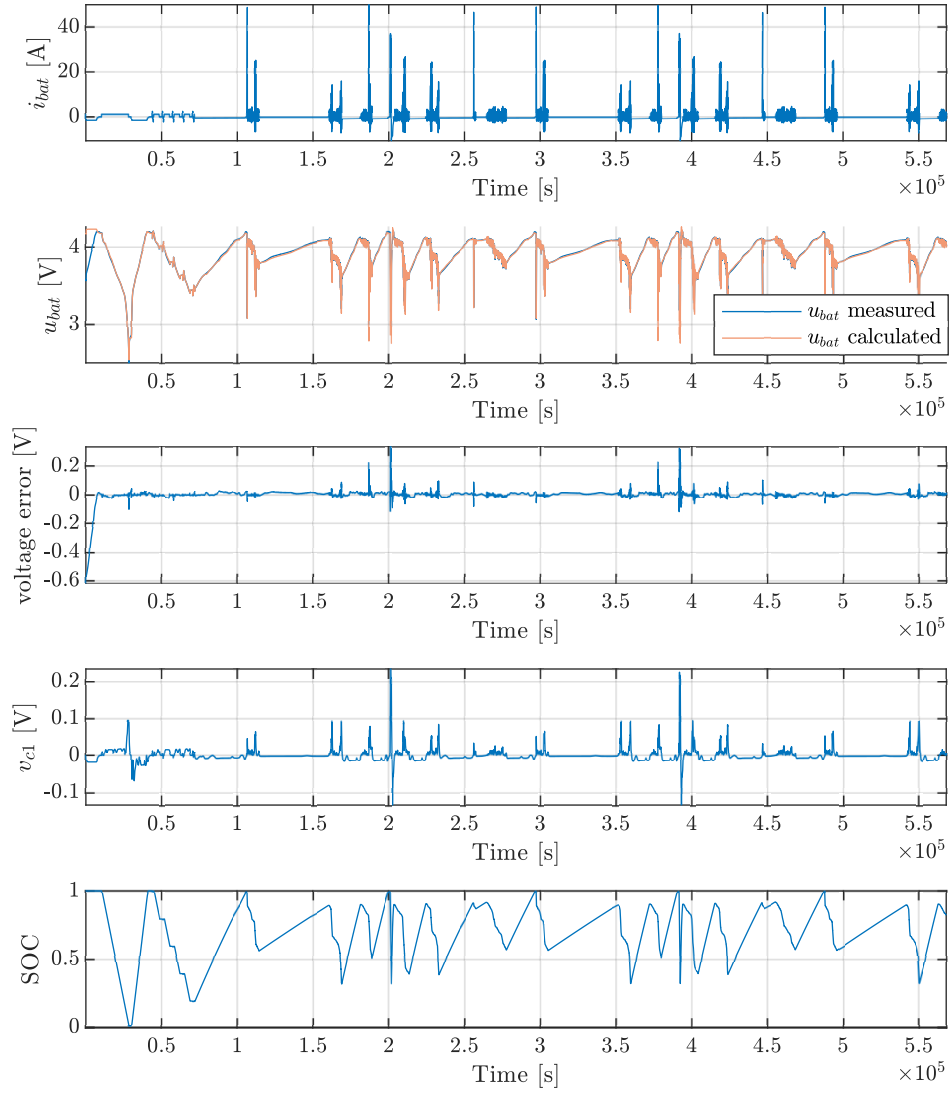 40
20
0
i_bat [A]
0.5 1 1.5 2 2.5 3 3.5 4 4.5 5 5.5
Time [s]
×10^5
4
3
u_bat [V]
u_bat measured
u_bat calculated
0.5 1 1.5 2 2.5 3 3.5 4 4.5 5 5.5
Time [s]
×10^5
0.2
0
-0.2
-0.4
-0.6
voltage error [V]
0.5 1 1.5 2 2.5 3 3.5 4 4.5 5 5.5
Time [s]
×10^5
0.2
0.1
0
-0.1
v_c1 [V]
0.5 1 1.5 2 2.5 3 3.5 4 4.5 5 5.5
Time [s]
×10^5
1
0.5
0
SOC
0.5 1 1.5 2 2.5 3 3.5 4 4.5 5 5.5
Time [s]
×10^5